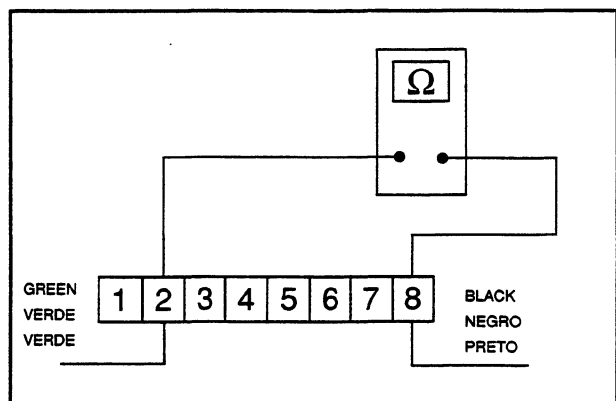 Ω
1 2 3 4 5 6 7 8
GREEN
VERDE
VERDE
BLACK
NEGRO
PRETO